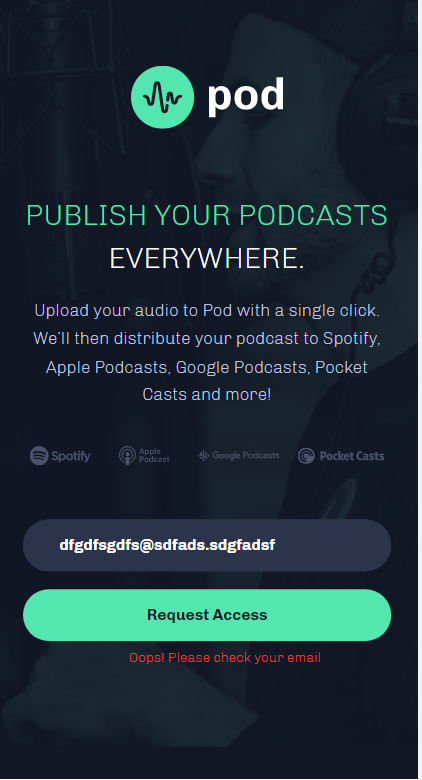 pod
PUBLISH YOUR PODCASTS
EVERYWHERE.
Upload your audio to Pod with a single click.
We'll then distribute your podcast to Spotify,
Apple Podcasts, Google Podcasts, Pocket
Casts and more!
Spotify Apple Podcast Google Podcasts Pocket Casts
dfgdfsgdfs@sdfads.sdgfadsf
Request Access
Oops! Please check your email